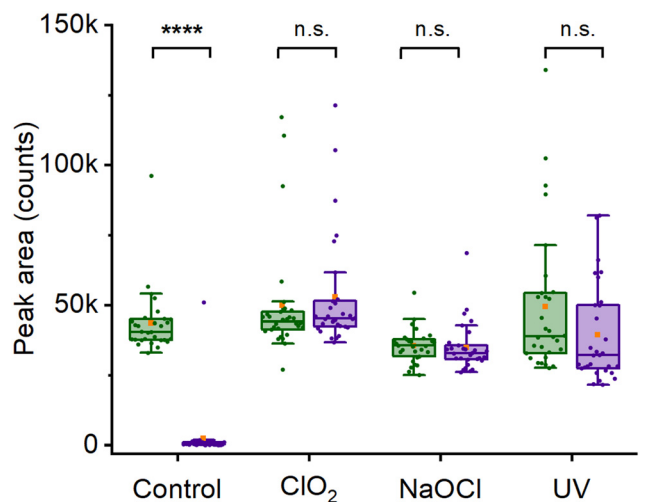 150k
100k
50k
0
Peak area (counts)
**** n.s. n.s. n.s.
Control ClO₂ NaOCl UV